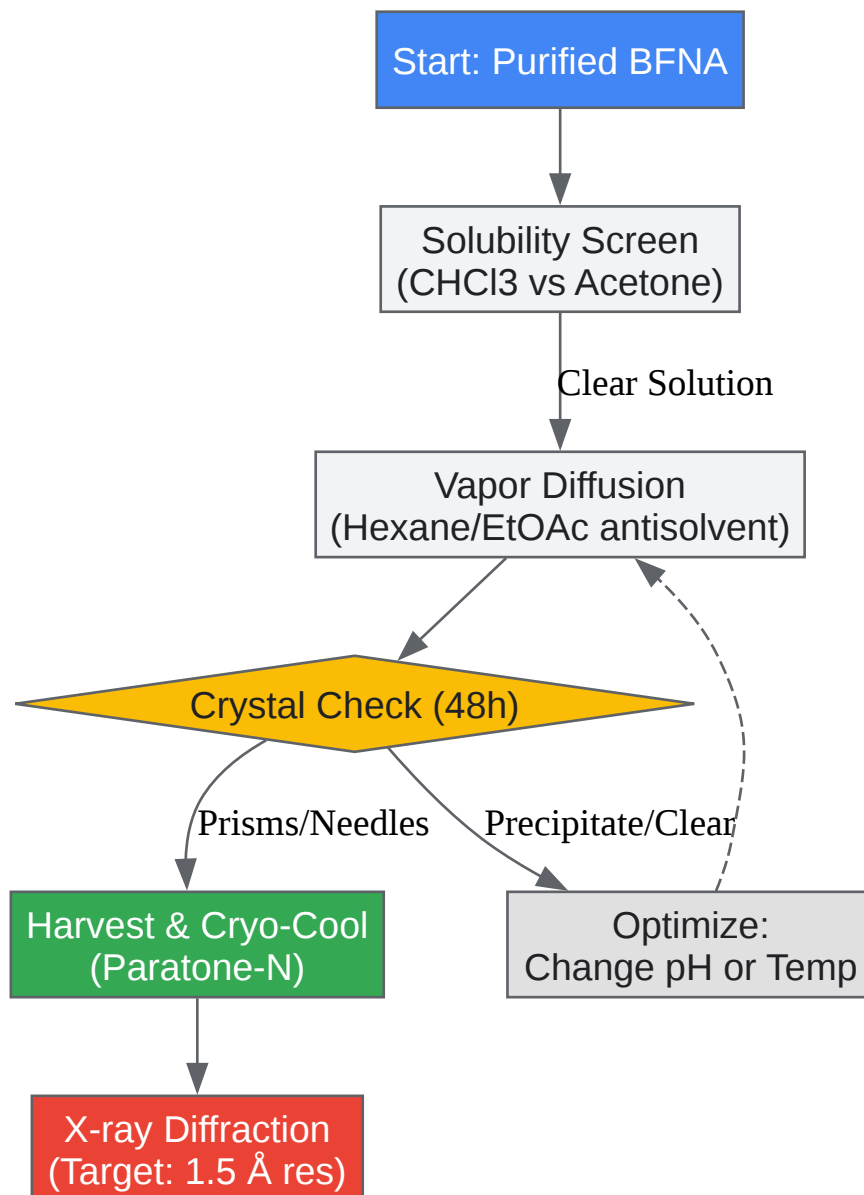 Start: Purified BFNA
Solubility Screen
(CHCl3 vs Acetone)
Clear Solution
Vapor Diffusion
(Hexane/EtOAc antisolvent)
Crystal Check (48h)
Prisms/Needles
Precipitate/Clear
Harvest & Cryo-Cool
(Paratone-N)
Optimize:
Change pH or Temp
X-ray Diffraction
(Target: 1.5 Å res)